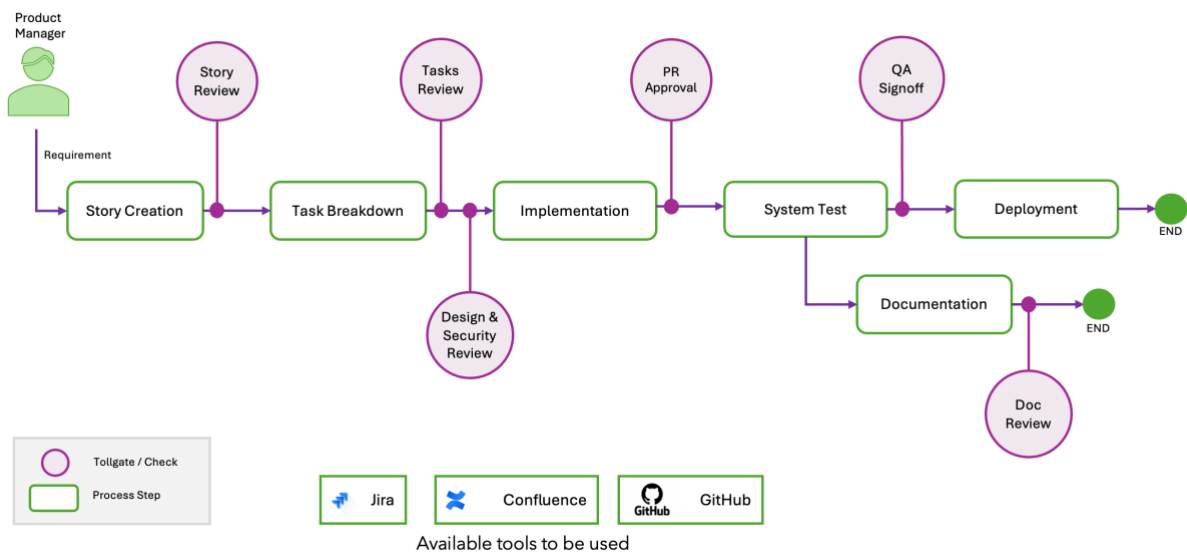 Product
Manager
Story
Review
Tasks
Review
PR
Approval
QA
Signoff
Requirement
Story Creation
Task Breakdown
Implementation
System Test
Deployment
END
Design &
Security
Review
Documentation
END
Doc
Review
Tollgate / Check
Process Step
Jira
Confluence
GitHub
GitHub
Available tools to be used